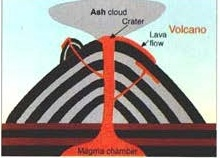 Ash cloud
Crater
Volcano
Lava
flow
Magma chamber